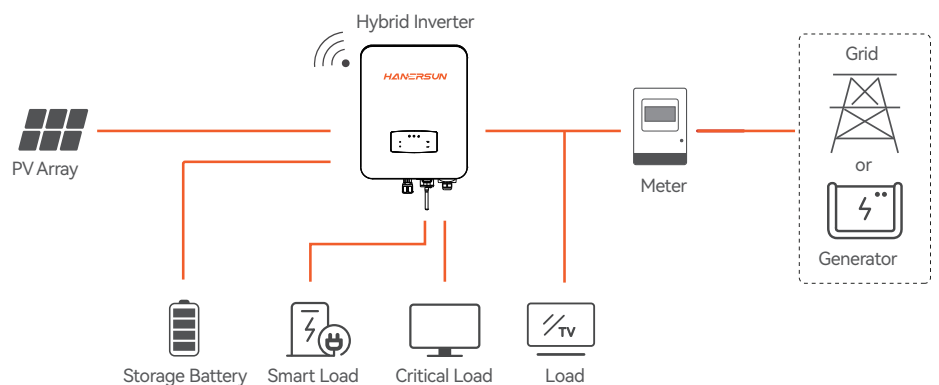 Hybrid Inverter
HANERSUN
PV Array
Meter
Grid
or
Generator
Storage Battery
Smart Load
Critical Load
TV
Load